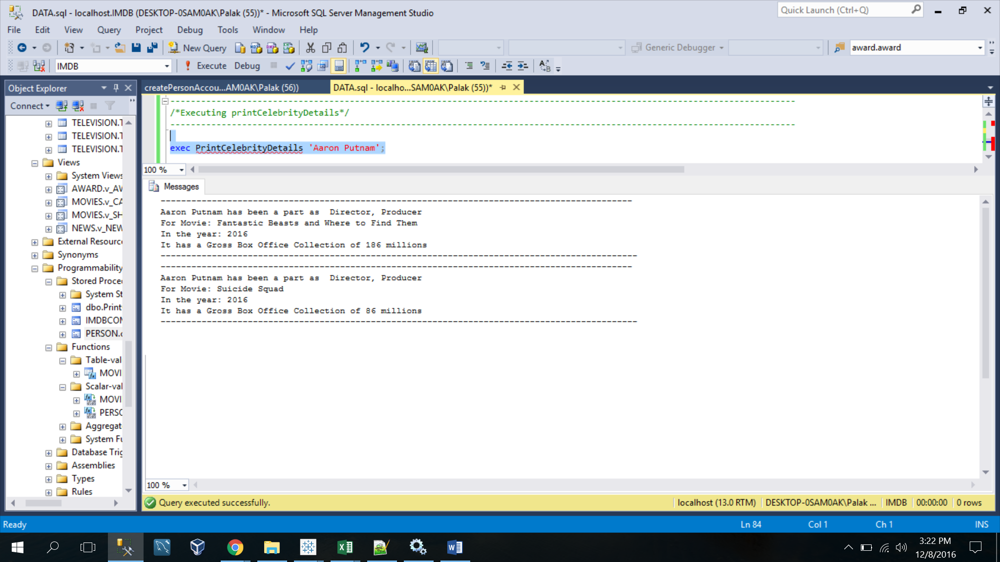 DATA.sql - localhost.IMDB (DESKTOP-0SAM0AK\Palak (55))* - Microsoft SQL Server Management Studio
Quick Launch (Ctrl+Q)
File Edit View Query Project Debug Tools Window Help
New Query
Generic Debugger
award.award
IMDB
Execute Debug
Object Explorer
Connect
TELEVISION.T
TELEVISION.T
TELEVISION.T
Views
System Views
AWARD.v_AW
MOVIES.v_CA
MOVIES.v_SH
NEWS.v_NEW
External Resourc
Synonyms
Programmability
Stored Proce
System St
dbo.Print
IMDBCOM
PERSON.c
Functions
Table-val
MOVI
Scalar-val
MOVI
PERSO
Aggregat
System Fu
Database Trig
Assemblies
Types
Rules
createPersonAccou...AM0AK\Palak (56))
DATA.sql - localho...SAM0AK\Palak (55))*
/*Executing printCelebrityDetails*/
exec PrintCelebrityDetails 'Aaron Putnam';
100 %
Messages
Aaron Putnam has been a part as  Director, Producer
For Movie: Fantastic Beasts and Where to Find Them
In the year: 2016
It has a Gross Box Office Collection of 186 millions
Aaron Putnam has been a part as  Director, Producer
For Movie: Suicide Squad
In the year: 2016
It has a Gross Box Office Collection of 86 millions
100 %
Query executed successfully.
localhost (13.0 RTM) DESKTOP-0SAM0AK\Palak ... IMDB 00:00:00 0 rows
Ready
Ln 84 Col 1 Ch 1 INS
3:22 PM
12/8/2016